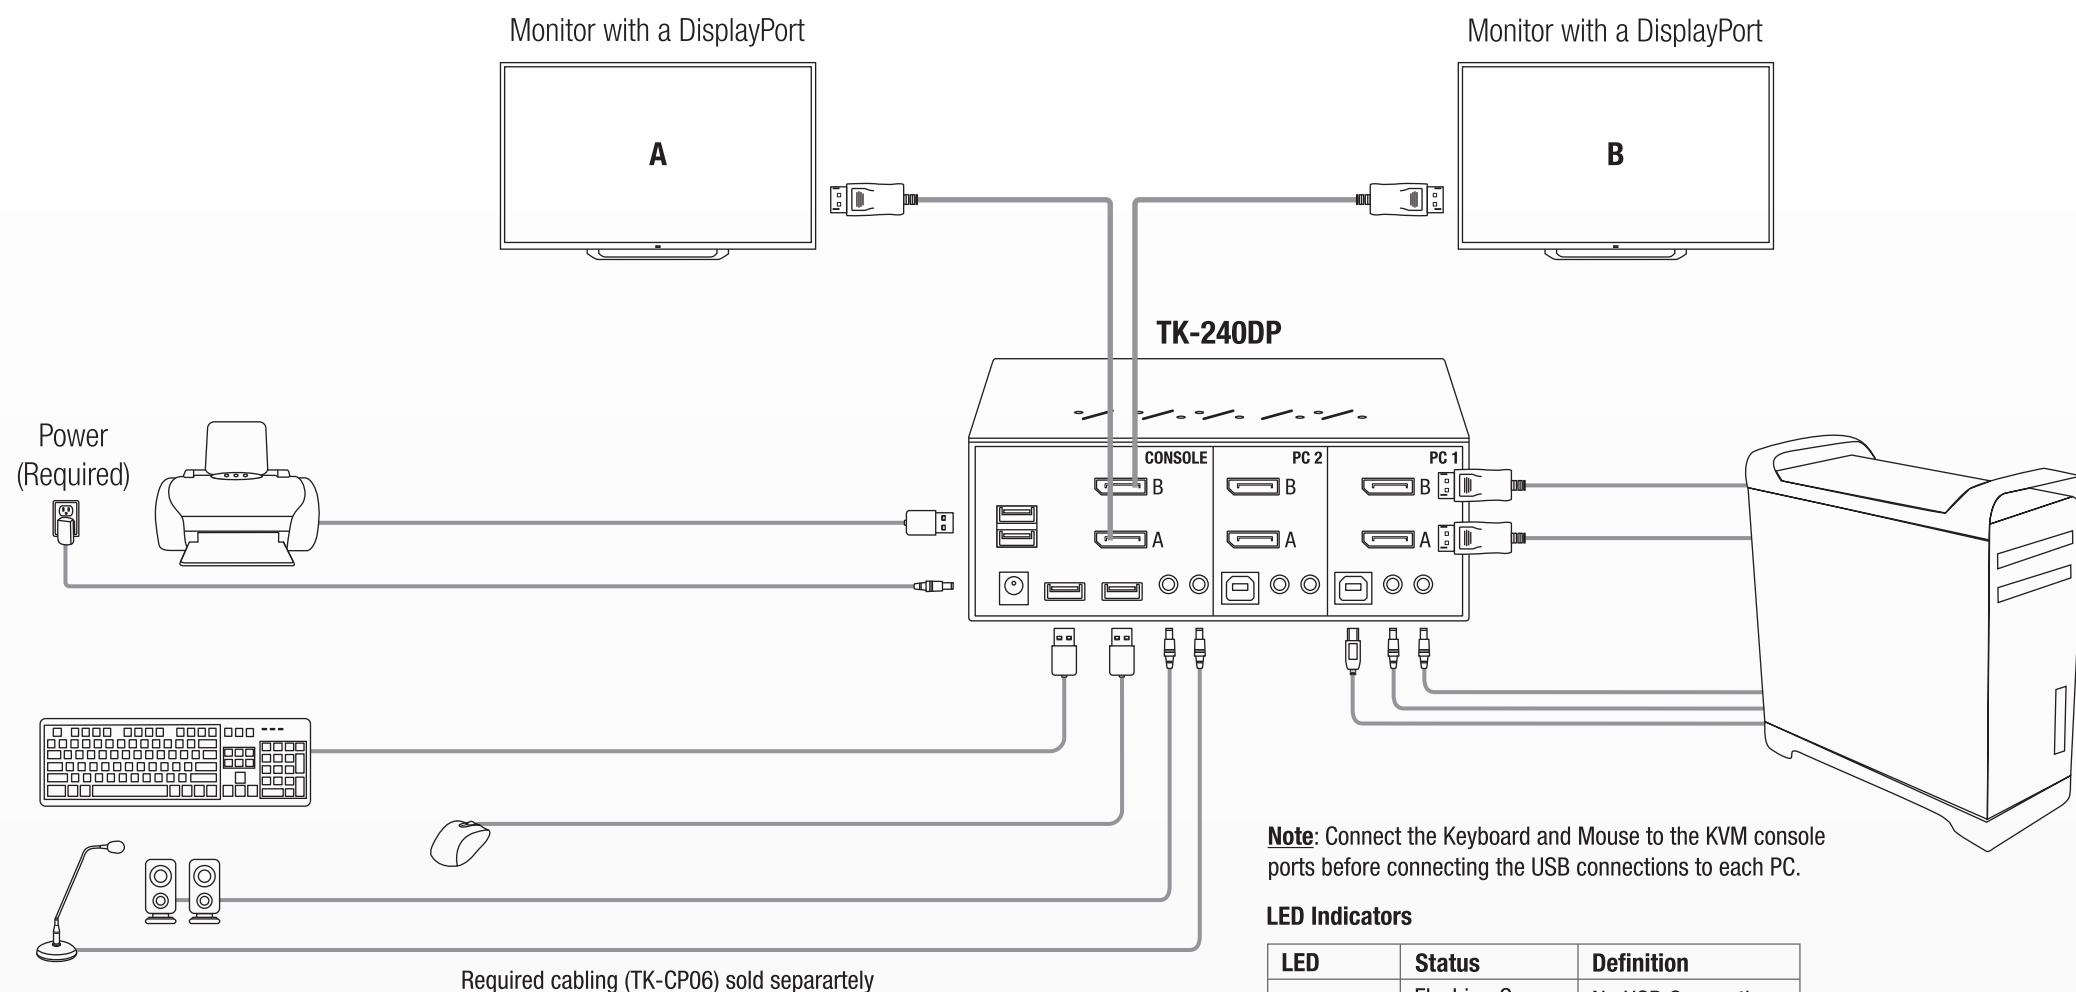 Monitor with a DisplayPort
Monitor with a DisplayPort
A
B
TK-240DP
Power
(Required)
CONSOLE
PC 2
PC 1
B
B
B
A
A
A
Note: Connect the Keyboard and Mouse to the KVM console
ports before connecting the USB connections to each PC.
LED Indicators
LED
Status
Definition
Required cabling (TK-CP06) sold separartely